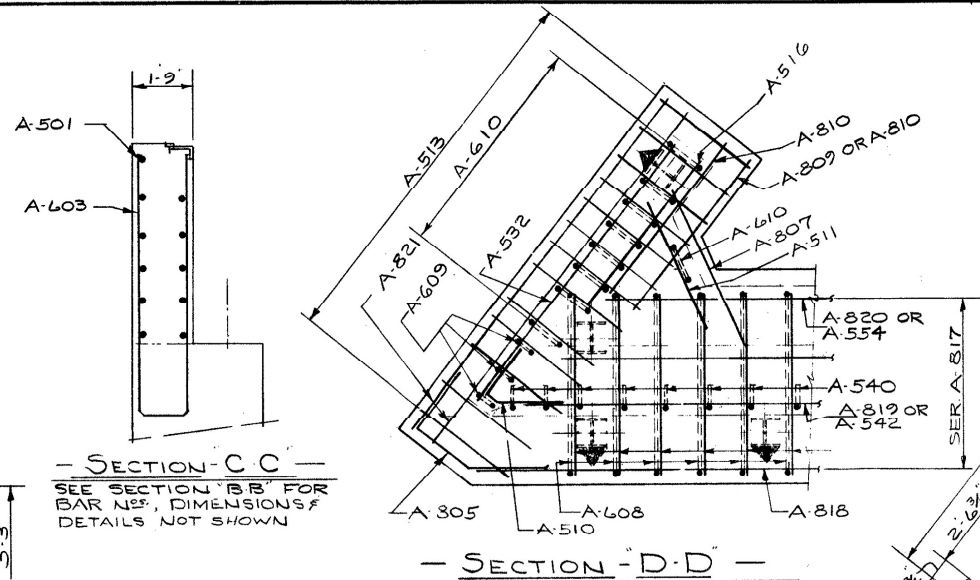 1-9"
A-501
A-603
— SECTION - C C —
SEE SECTION "B-B" FOR
BAR NOS, DIMENSIONS &
DETAILS NOT SHOWN
3-3
A-513
A-610
A-516
A-810
A-809 OR A-810
A-610
A-807
A-511
A-532
A-821
A-609
A-820 OR
A-554
A-540
A-819 OR
A-542
SER. A-817
A-805
A-510
A-608
A-818
— SECTION - "D-D" —
2'-6¾"